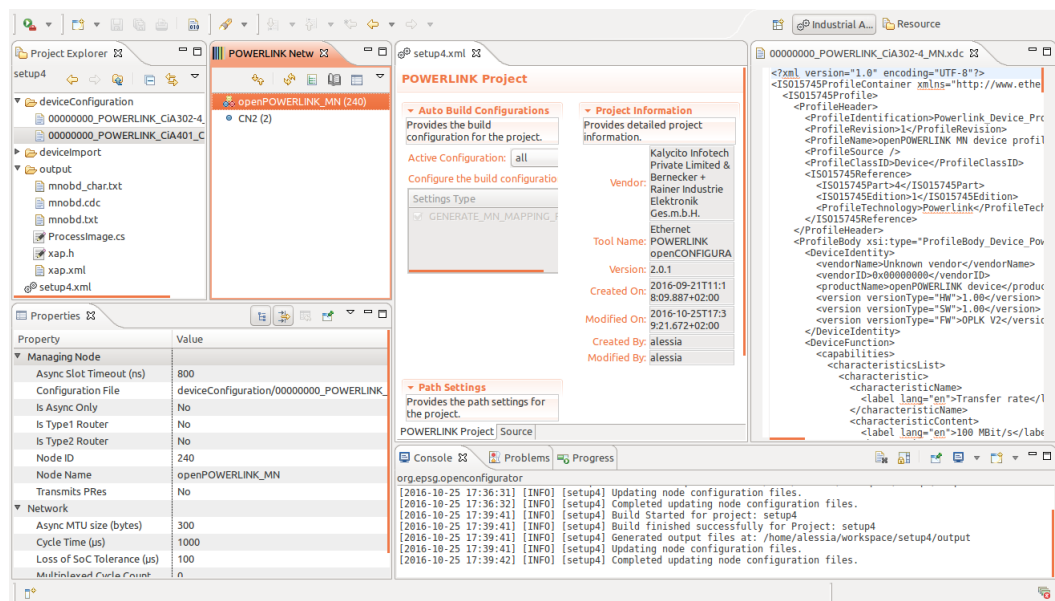 Industrial A...
Resource
Project Explorer
setup4
deviceConfiguration
00000000_POWERLINK_CiA302-4_
00000000_POWERLINK_CiA401_C
deviceImport
output
mnobd_char.txt
mnobd.cdc
mnobd.txt
ProcessImage.cs
xap.h
xap.xml
setup4.xml
POWERLINK Netw
openPOWERLINK_MN (240)
CN2 (2)
setup4.xml
POWERLINK Project
Auto Build Configurations
Provides the build
configuration for the project.
Active Configuration: all
Configure the build configuratio
Settings Type
GENERATE_MN_MAPPING_F
Path Settings
Provides the path settings for
the project.
Project Information
Provides detailed project
information.
Vendor:
Kalycito Infotech
Private Limited &
Bernecker +
Rainer Industrie
Elektronik
Ges.m.b.H.
Tool Name:
Ethernet
POWERLINK
openCONFIGURA
Version: 2.0.1
Created On:
2016-09-21T11:1
8:09.887+02:00
Modified On:
2016-10-25T17:3
9:21.672+02:00
Created By: alessia
Modified By: alessia
POWERLINK Project Source
00000000_POWERLINK_CiA302-4_MN.xdc
<?xml version="1.0" encoding="UTF-8"?>
<ISO15745ProfileContainer xmlns="http://www.ethe
<ISO15745Profile>
<ProfileHeader>
<ProfileIdentification>Powerlink_Device_Pro
<ProfileRevision>1</ProfileRevision>
<ProfileName>openPOWERLINK MN device profil
<ProfileSource />
<ProfileClassID>Device</ProfileClassID>
<ISO15745Reference>
<ISO15745Part>4</ISO15745Part>
<ISO15745Edition>1</ISO15745Edition>
<ProfileTechnology>Powerlink</ProfileTech
</ISO15745Reference>
</ProfileHeader>
<ProfileBody xsi:type="ProfileBody_Device_Pow
<DeviceIdentity>
<vendorName>Unknown vendor</vendorName>
<vendorID>0x00000000</vendorID>
<productName>openPOWERLINK device</produc
<version versionType="HW">1.00</version>
<version versionType="SW">1.00</version>
<version versionType="FW">OPLK V2</versio
</DeviceIdentity>
<DeviceFunction>
<capabilities>
<characteristicsList>
<characteristic>
<characteristicName>
<label lang="en">Transfer rate</l
</characteristicName>
<characteristicContent>
<label lang="en">100 MBit/s</labe
Properties
Property Value
Managing Node
Async Slot Timeout (ns) 800
Configuration File deviceConfiguration/00000000_POWERLINK_
Is Async Only No
Is Type1 Router No
Is Type2 Router No
Node ID 240
Node Name openPOWERLINK_MN
Transmits PRes No
Network
Async MTU size (bytes) 300
Cycle Time (µs) 1000
Loss of SoC Tolerance (µs) 100
Multiplexed Cycle Count 0
Console Problems Progress
org.epsg.openconfigurator
[2016-10-25 17:36:31] [INFO] [setup4] Updating node configuration files.
[2016-10-25 17:36:32] [INFO] [setup4] Completed updating node configuration files.
[2016-10-25 17:39:41] [INFO] [setup4] Build Started for project: setup4
[2016-10-25 17:39:41] [INFO] [setup4] Build finished successfully for Project: setup4
[2016-10-25 17:39:41] [INFO] [setup4] Generated output files at: /home/alessia/workspace/setup4/output
[2016-10-25 17:39:41] [INFO] [setup4] Updating node configuration files.
[2016-10-25 17:39:42] [INFO] [setup4] Completed updating node configuration files.